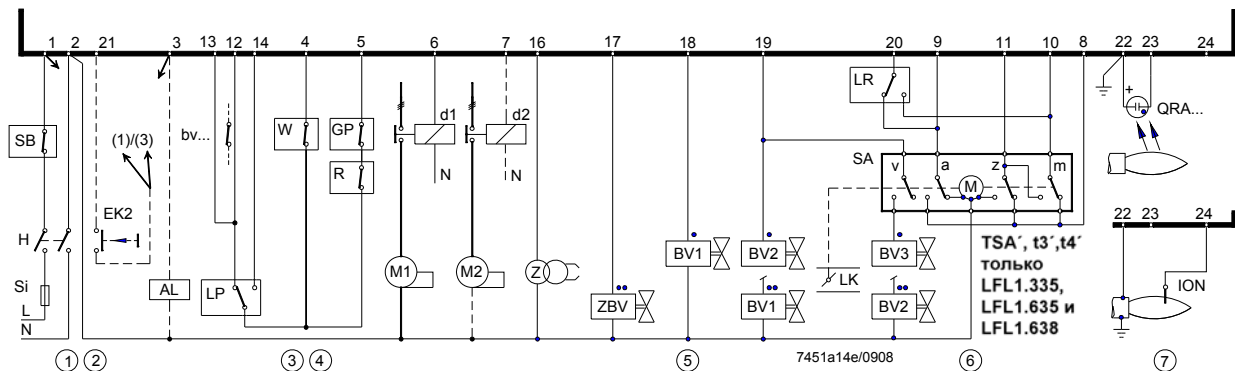 1 2 21 3 13 12 14 4 5 6 7 16 17 18 19 20 9 11 10 8 22 23 24
LR
+
QRA...
SB
(1)/(3)
bv...
W
GP
d1
d2
R
N
N
SA
v a z m
M
EK2
H
22 23 24
TSA´, t3´,t4´
только
LFL1.335,
LFL1.635 и
LFL1.638
BV1
BV2
BV3
M1
M2
Z
LK
ION
Si
AL
LP
L
ZBV
BV1
BV2
N
7451a14e/0908
1 2 3 4 5 6 7